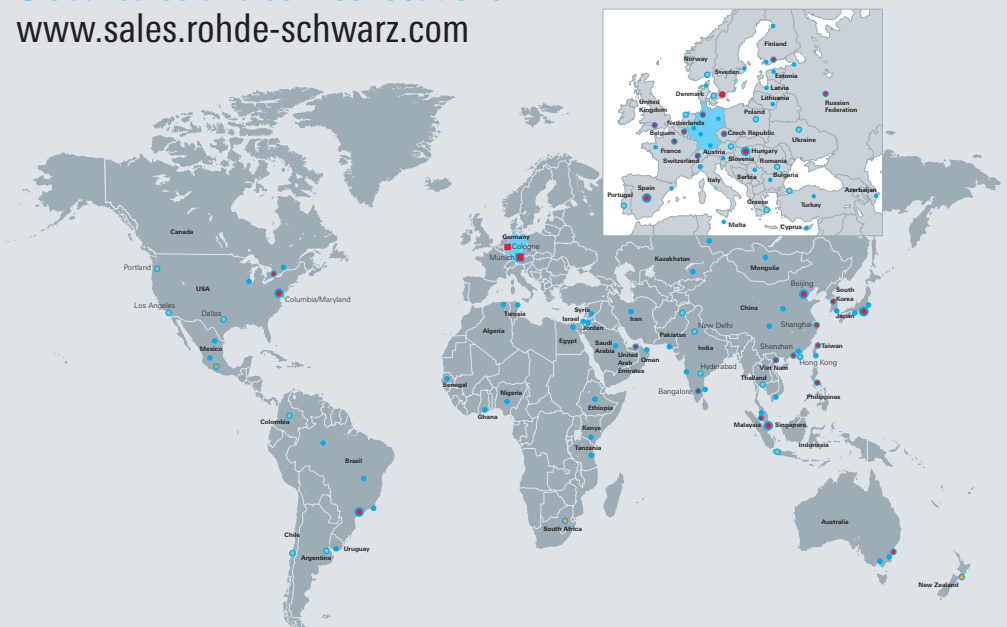 www.sales.rohde-schwarz.com
Finland
Norway
Sweden
Estonia
Latvia
Denmark
Lithuania
United
Kingdom
Russian
Federation
Poland
Netherlands
Belgium
Czech Republic
Ukraine
France
Austria
Hungary
Switzerland
Slovenia
Romania
Serbia
Bulgaria
Italy
Portugal
Spain
Azerbaijan
Greece
Turkey
Malta
Cyprus
Canada
Germany
Cologne
Munich
Portland
USA
Columbia/Maryland
Los Angeles
Dallas
Mexico
Kazakhstan
Mongolia
Beijing
South
Korea
China
Japan
Shanghai
Tunisia
Syria
Israel
Jordan
Iran
Algeria
Egypt
Pakistan
New Delhi
Saudi
Arabia
United
Arab
Emirates
Oman
India
Hyderabad
Bangalore
Shenzhen
Taiwan
Viet Nam
Hong Kong
Thailand
Philippines
Senegal
Nigeria
Ghana
Ethiopia
Kenya
Tanzania
Malaysia
Singapore
Indonesia
Colombia
Brazil
Chile
Argentina
Uruguay
South Africa
Australia
New Zealand